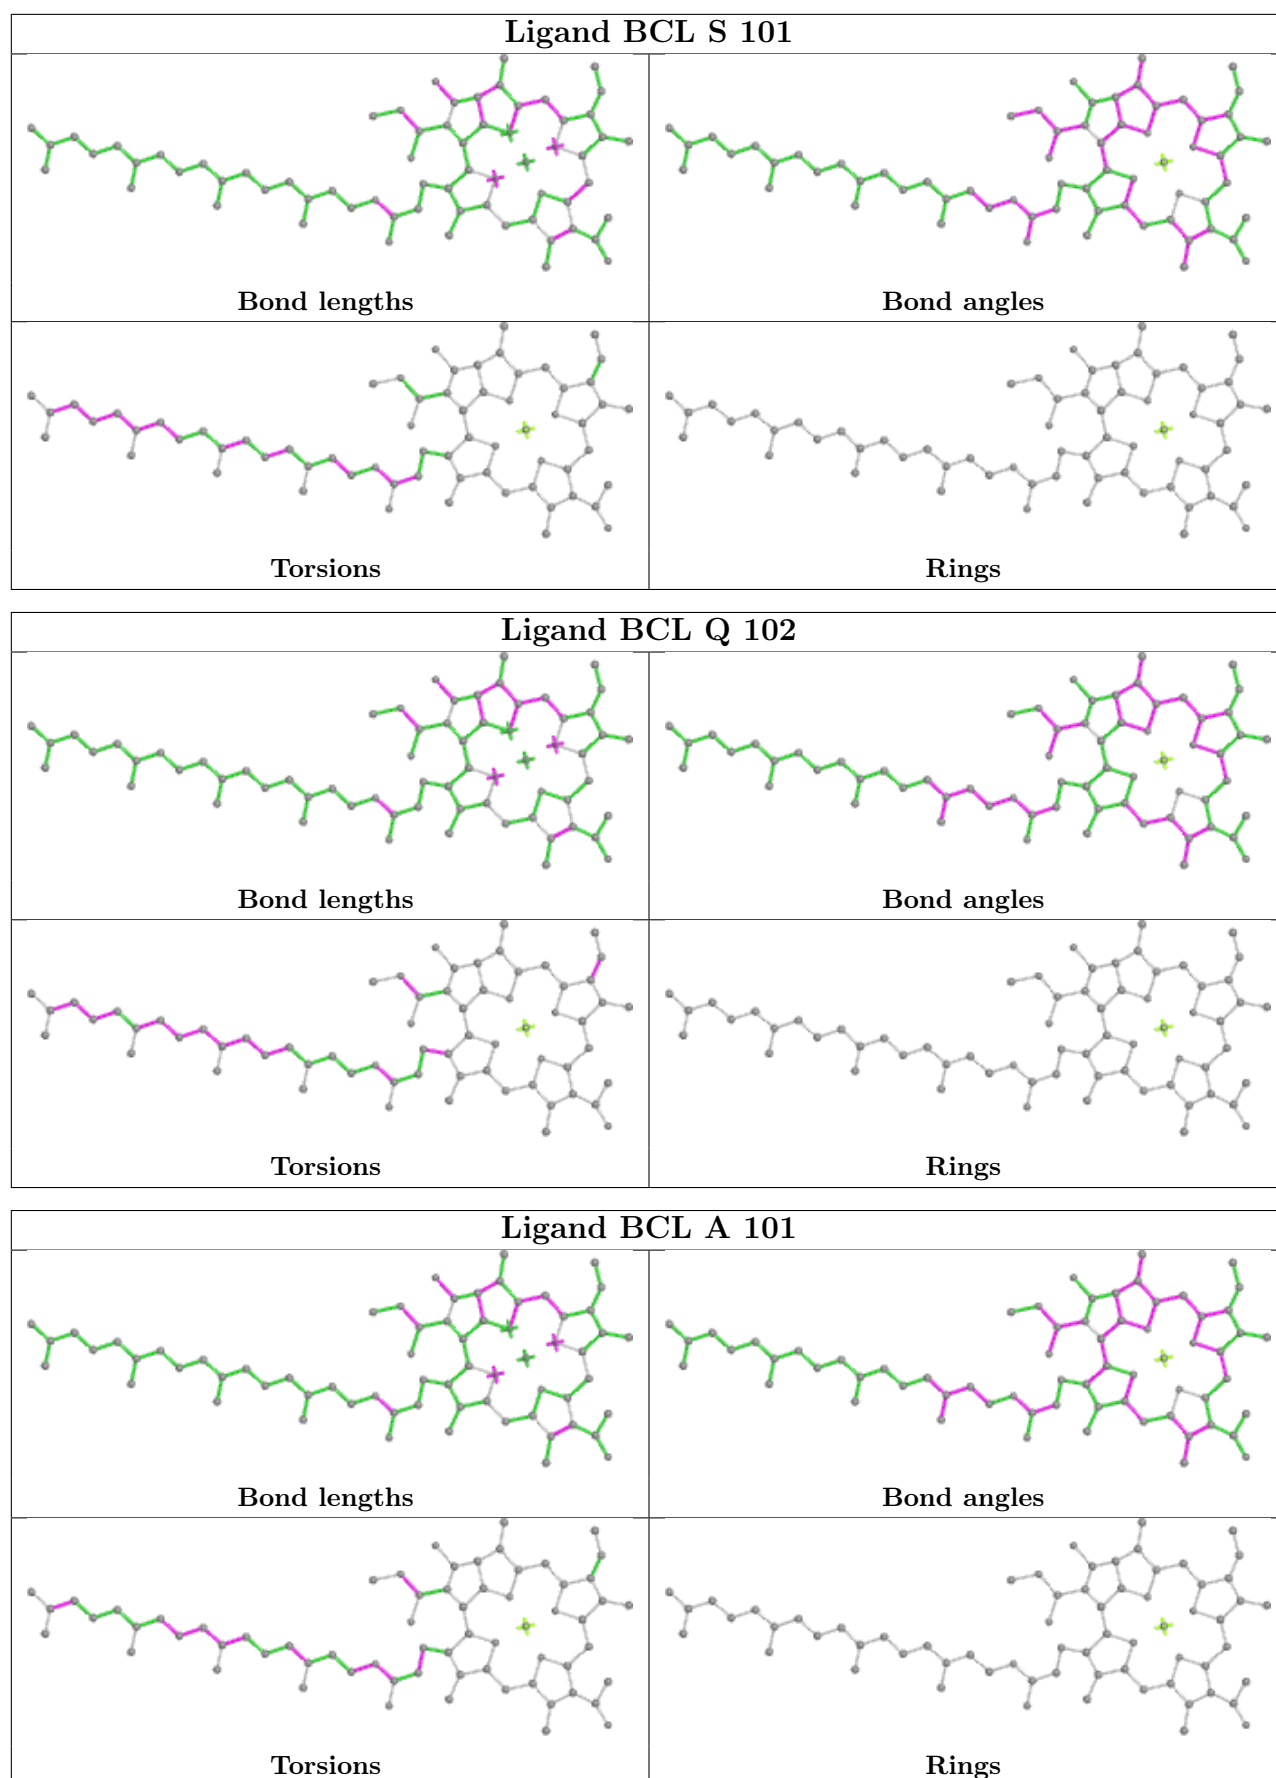 Ligand BCL S 101
Bond lengths
Bond angles
Torsions
Rings
Ligand BCL Q 102
Bond lengths
Bond angles
Torsions
Rings
Ligand BCL A 101
Bond lengths
Bond angles
Torsions
Rings